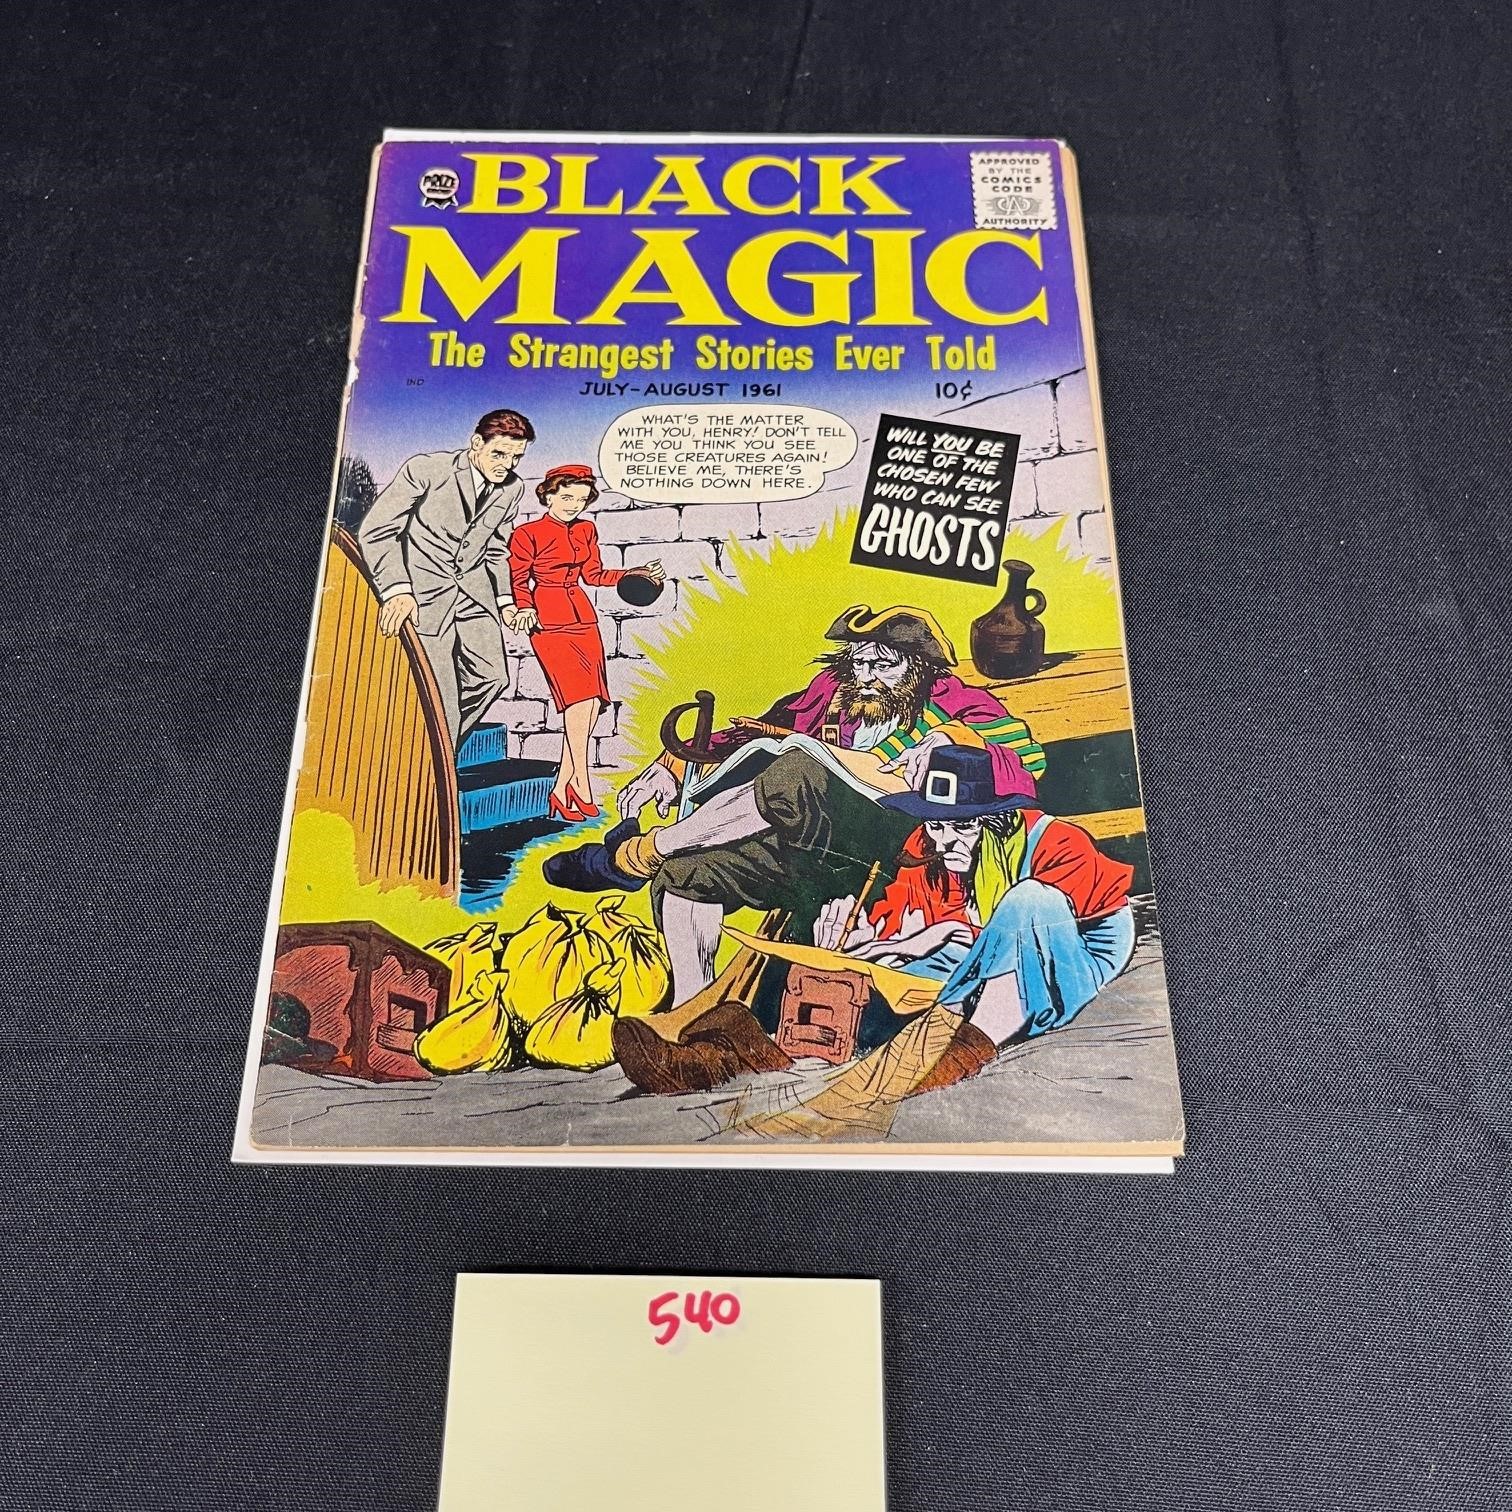 PRIZE
BLACK
MAGIC
APPROVED
BY THE
COMICS
CODE
CA
AUTHORITY
The Strangest Stories Ever Told
IND
JULY-AUGUST 1961
10¢
WHAT'S THE MATTER
WITH YOU, HENRY! DON'T TELL
ME YOU THINK YOU SEE
THOSE CREATURES AGAIN!
BELIEVE ME, THERE'S
NOTHING DOWN HERE.
WILL YOU BE
ONE OF THE
CHOSEN FEW
WHO CAN SEE
GHOSTS
540